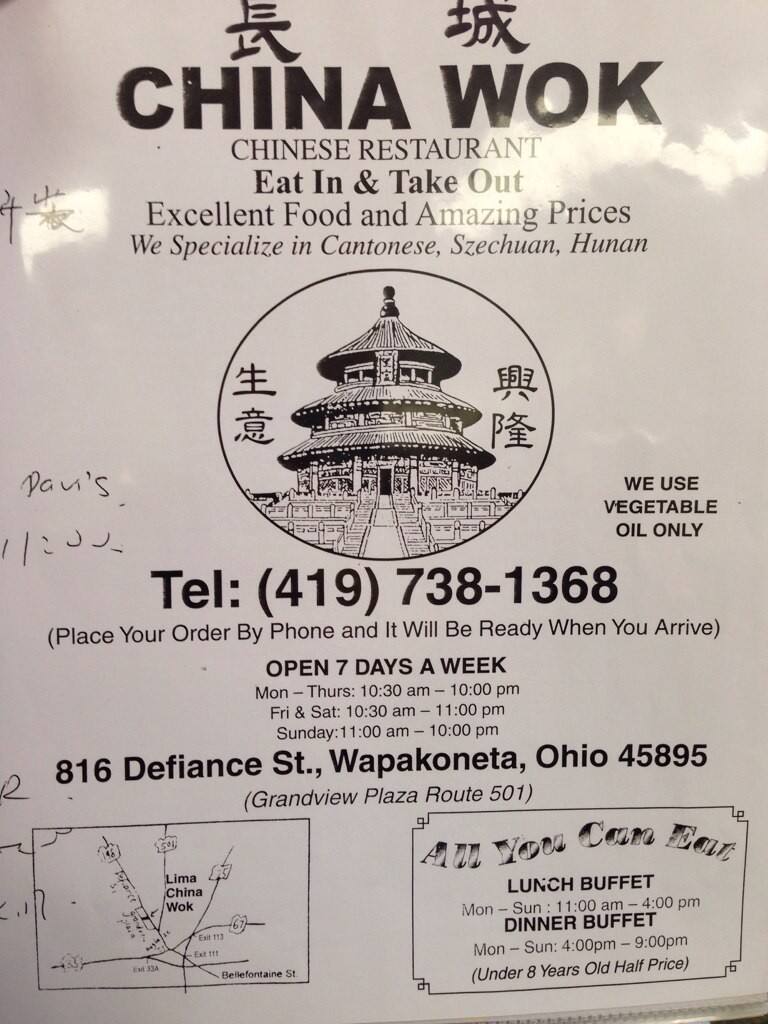 長 城
CHINA WOK
CHINESE RESTAURANT
Eat In & Take Out
Excellent Food and Amazing Prices
We Specialize in Cantonese, Szechuan, Hunan
生意
興隆
WE USE
VEGETABLE
OIL ONLY
Tel: (419) 738-1368
(Place Your Order By Phone and It Will Be Ready When You Arrive)
OPEN 7 DAYS A WEEK
Mon – Thurs: 10:30 am – 10:00 pm
Fri & Sat: 10:30 am – 11:00 pm
Sunday:11:00 am – 10:00 pm
816 Defiance St., Wapakoneta, Ohio 45895
(Grandview Plaza Route 501)
501
Lima
China
Wok
67
Exit 113
Exit 111
Exit 33A
Bellefontaine St.
All You Can Eat
LUNCH BUFFET
Mon – Sun : 11:00 am – 4:00 pm
DINNER BUFFET
Mon – Sun: 4:00pm – 9:00pm
(Under 8 Years Old Half Price)